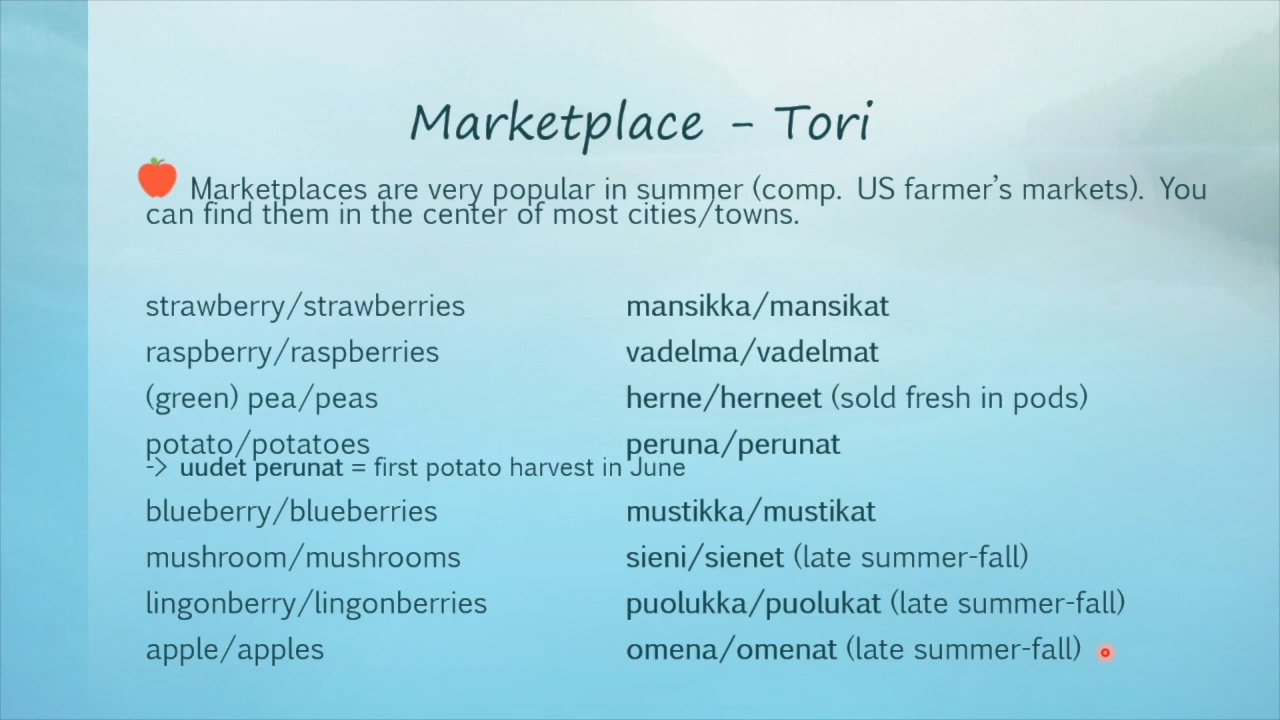 Marketplace - Tori
Marketplaces are very popular in summer (comp. US farmer's markets). You
can find them in the center of most cities/towns.
strawberry/strawberries mansikka/mansikat
raspberry/raspberries vadelma/vadelmat
(green) pea/peas herne/herneet (sold fresh in pods)
potato/potatoes peruna/perunat
-> uudet perunat = first potato harvest in June
blueberry/blueberries mustikka/mustikat
mushroom/mushrooms sieni/sienet (late summer-fall)
lingonberry/lingonberries puolukka/puolukat (late summer-fall)
apple/apples omena/omenat (late summer-fall)